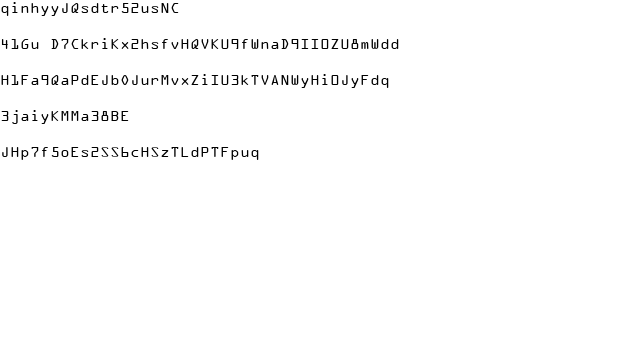 qinhyyJQsdtr52usNC
41Gu D7CkriKx2hsfvHQVKU9fWnaD9IIOZU8mWdd
H1Fa9QaPdEJb0JurMvxZiIU3kTVANWyHiOJyFdq
3jaiyKMMa38BE
JHp7f5oEs2SS6cHSzTLdPTFpuq